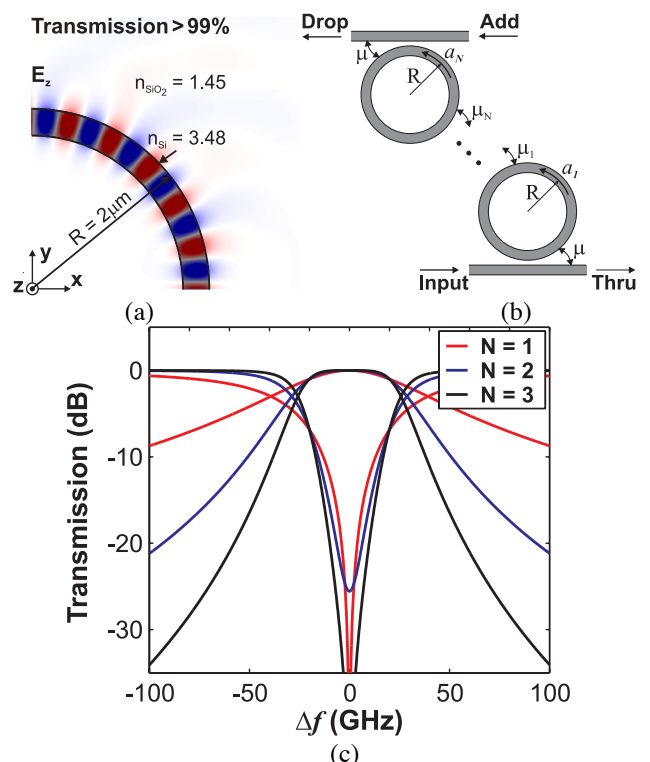 Transmission>99%
E_z
n_SiO₂ = 1.45
n_Si = 3.48
R = 2μm
y
z
x
(a)
Drop
Add
μ
a_N
R
μ_N
μ_1
a_1
R
μ
Input
Thru
(b)
N = 1
N = 2
N = 3
Transmission (dB)
0
-10
-20
-30
-100
-50
0
50
100
Δf (GHz)
(c)